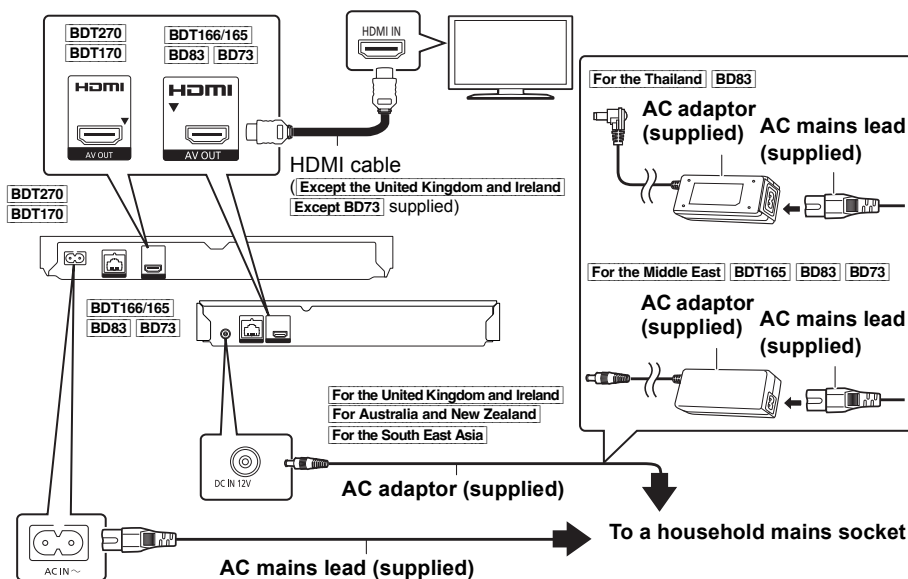 BDT270
BDT170
HDMI
AV OUT
BDT166/165
BD83 BD73
HDMI
AV OUT
HDMI IN
HDMI cable
(Except the United Kingdom and Ireland
Except BD73 supplied)
BDT270
BDT170
BDT166/165
BD83 BD73
For the Thailand BD83
AC adaptor
(supplied)
AC mains lead
(supplied)
For the Middle East BDT165 BD83 BD73
AC adaptor
(supplied)
AC mains lead
(supplied)
For the United Kingdom and Ireland
For Australia and New Zealand
For the South East Asia
DC IN 12V
AC adaptor (supplied)
To a household mains socket
AC IN ~
AC mains lead (supplied)